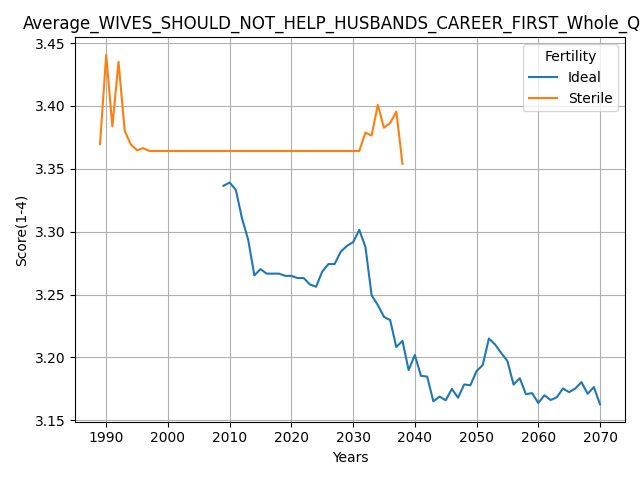 Average_WIVES_SHOULD_NOT_HELP_HUSBANDS_CAREER_FIRST_Whole_Q
3.45
3.40
3.35
3.30
3.25
3.20
3.15
Score(1-4)
Fertility
Ideal
Sterile
1990 2000 2010 2020 2030 2040 2050 2060 2070
Years